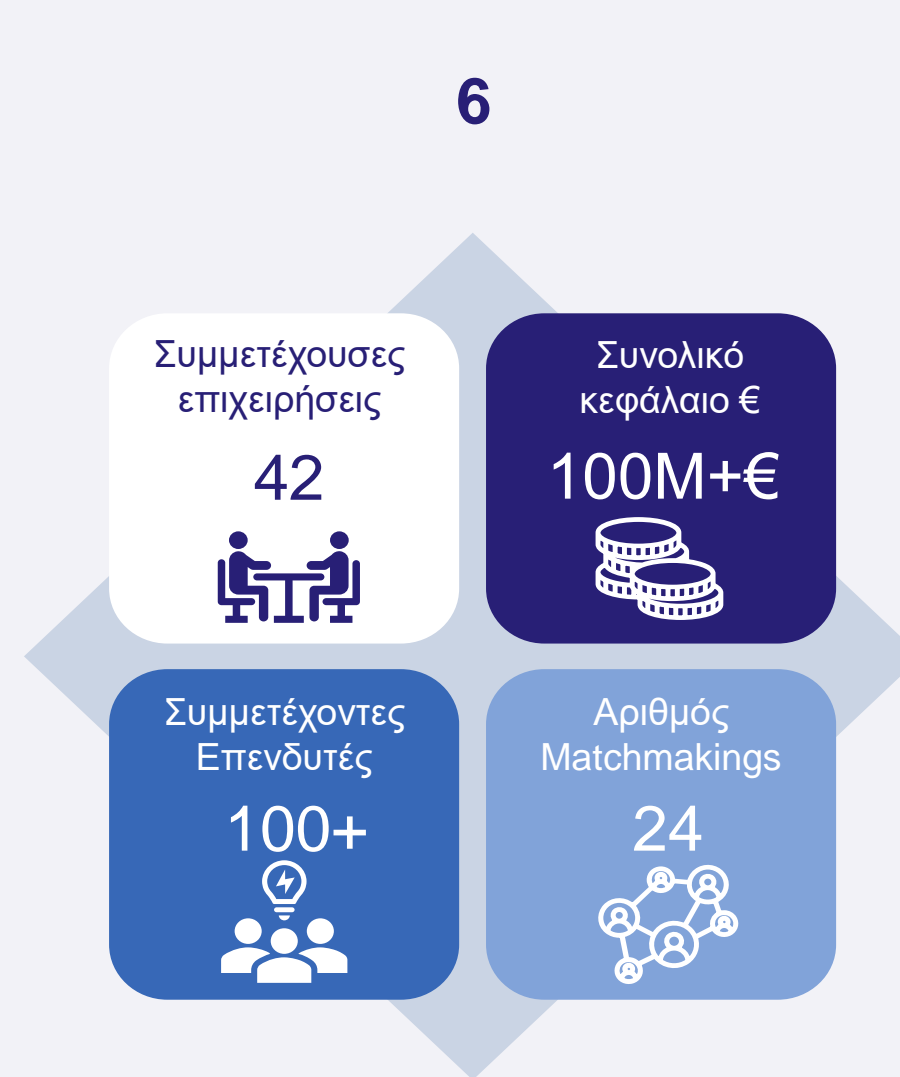 6
Συμμετέχουσες
επιχειρήσεις
42
Συνολικό
κεφάλαιο €
100M+€
Συμμετέχοντες
Επενδυτές
100+
Αριθμός
Matchmakings
24